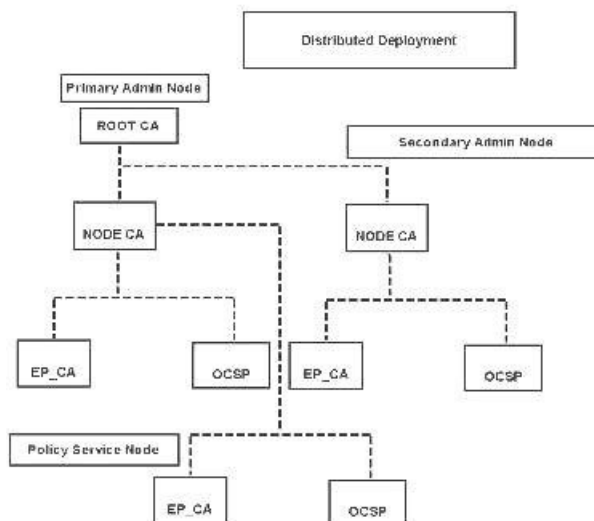 Distributed Deployment
Primary Admin Node
ROOT CA
Secondary Admin Node
NODE CA
NODE CA
EP_CA
OCSP
EP_CA
OCSP
Policy Service Node
EP_CA
OCSP